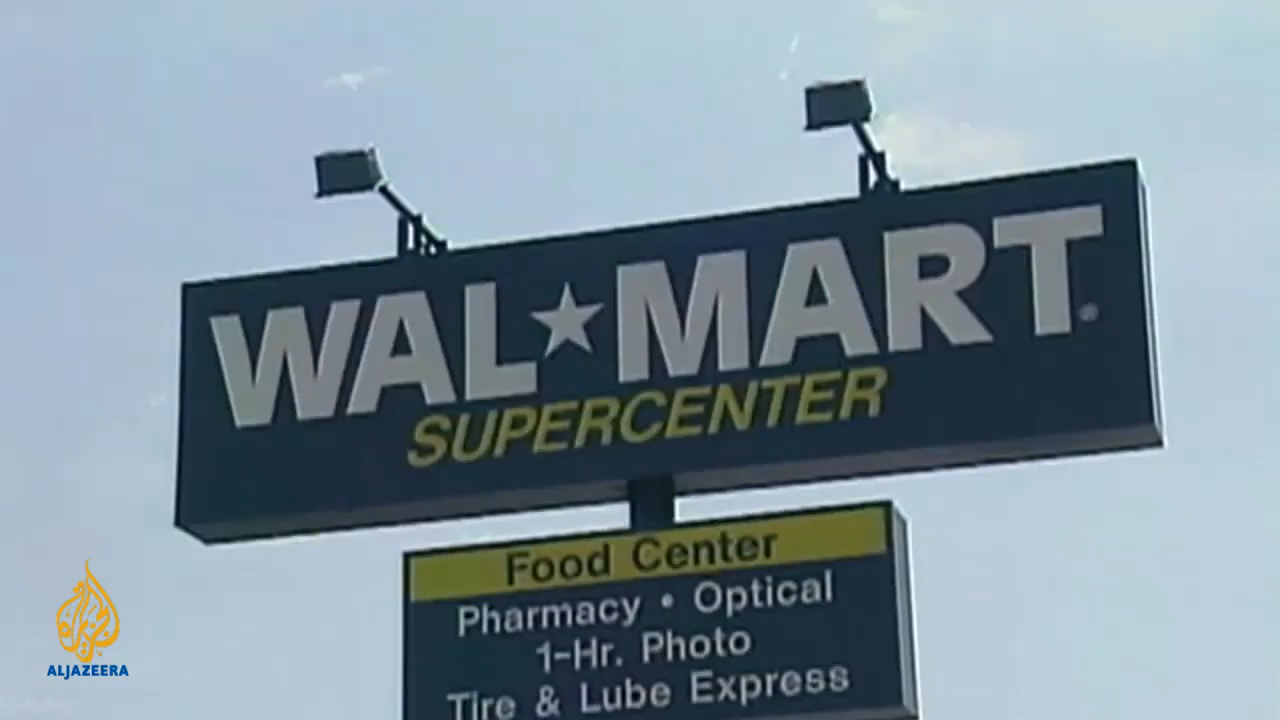 WAL★MART®
SUPERCENTER
Food Center
Pharmacy • Optical
1-Hr. Photo
Tire & Lube Express
ALJAZEERA